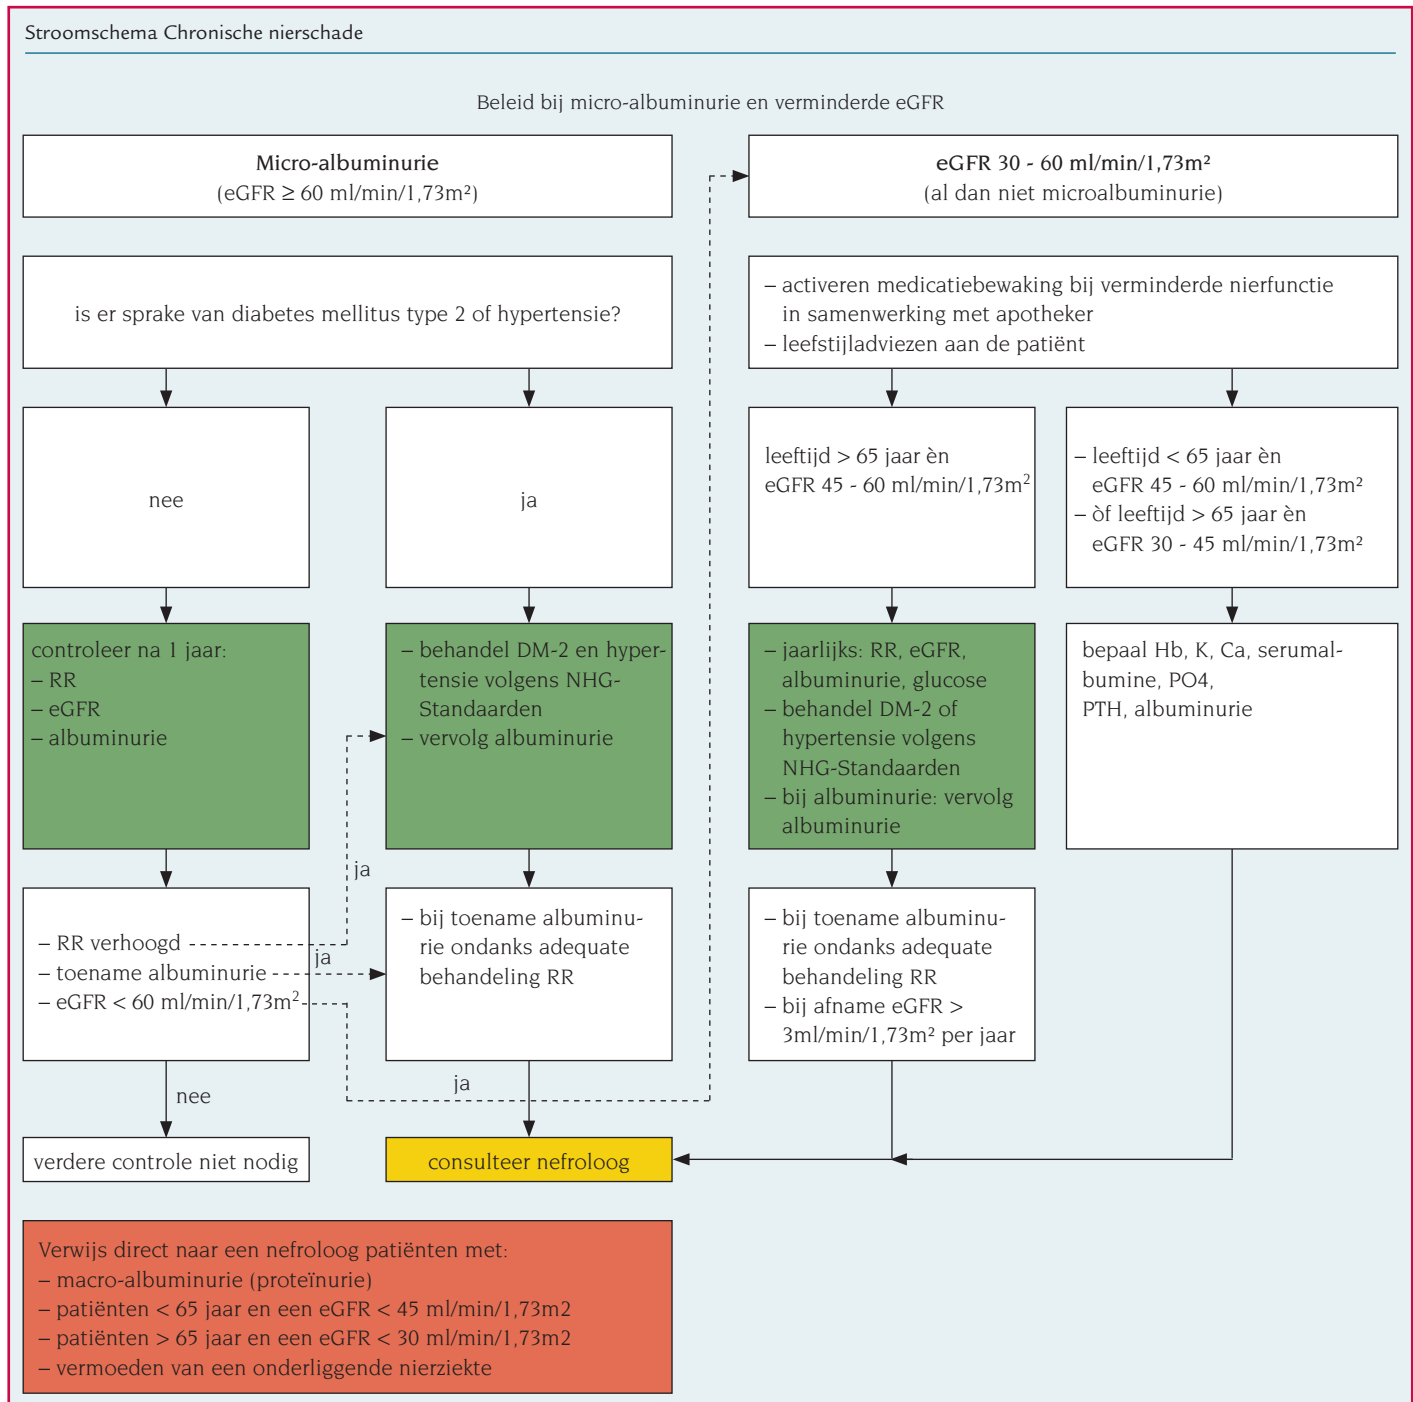 Stroomschema Chronische nierschade
Beleid bij micro-albuminurie en verminderde eGFR
Micro-albuminurie
(eGFR ≥ 60 ml/min/1,73m²)
is er sprake van diabetes mellitus type 2 of hypertensie?
nee
ja
controleer na 1 jaar:
– RR
– eGFR
– albuminurie
– behandel DM-2 en hyper-
tensie volgens NHG-
Standaarden
– vervolg albuminurie
ja
– RR verhoogd
– toename albuminurie
– eGFR < 60 ml/min/1,73m²
ja
– bij toename albuminu-
rie ondanks adequate
behandeling RR
nee
ja
verdere controle niet nodig
consulteer nefroloog
eGFR 30 - 60 ml/min/1,73m²
(al dan niet microalbuminurie)
– activeren medicatiebewaking bij verminderde nierfunctie
in samenwerking met apotheker
– leefstijladviezen aan de patiënt
leeftijd > 65 jaar èn
eGFR 45 - 60 ml/min/1,73m²
– leeftijd < 65 jaar èn
eGFR 45 - 60 ml/min/1,73m²
– òf leeftijd > 65 jaar èn
eGFR 30 - 45 ml/min/1,73m²
– jaarlijks: RR, eGFR,
albuminurie, glucose
– behandel DM-2 of
hypertensie volgens
NHG-Standaarden
– bij albuminurie: vervolg
albuminurie
bepaal Hb, K, Ca, serumal-
bumine, PO4,
PTH, albuminurie
– bij toename albuminu-
rie ondanks adequate
behandeling RR
– bij afname eGFR >
3ml/min/1,73m² per jaar
Verwijs direct naar een nefroloog patiënten met:
– macro-albuminurie (proteïnurie)
– patiënten < 65 jaar en een eGFR < 45 ml/min/1,73m2
– patiënten > 65 jaar en een eGFR < 30 ml/min/1,73m2
– vermoeden van een onderliggende nierziekte